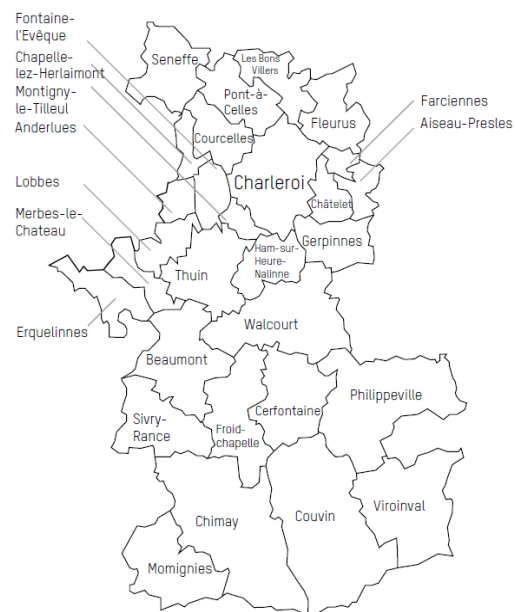 Fontaine-
l'Evêque
Chapelle-
lez-Herlaimont
Montigny-
le-Tilleul
Anderlues
Lobbes
Merbes-le-
Chateau
Erquelinnes
Seneffe
Les Bons
Villers
Pont-à-
Celles
Courcelles
Fleurus
Farciennes
Aiseau-Presles
Charleroi
Châtelet
Gerpinnes
Ham-sur-
Heure-
Nalinne
Thuin
Walcourt
Beaumont
Philippeville
Cerfontaine
Sivry-
Rance
Froid-
chapelle
Viroinval
Couvin
Chimay
Momignies